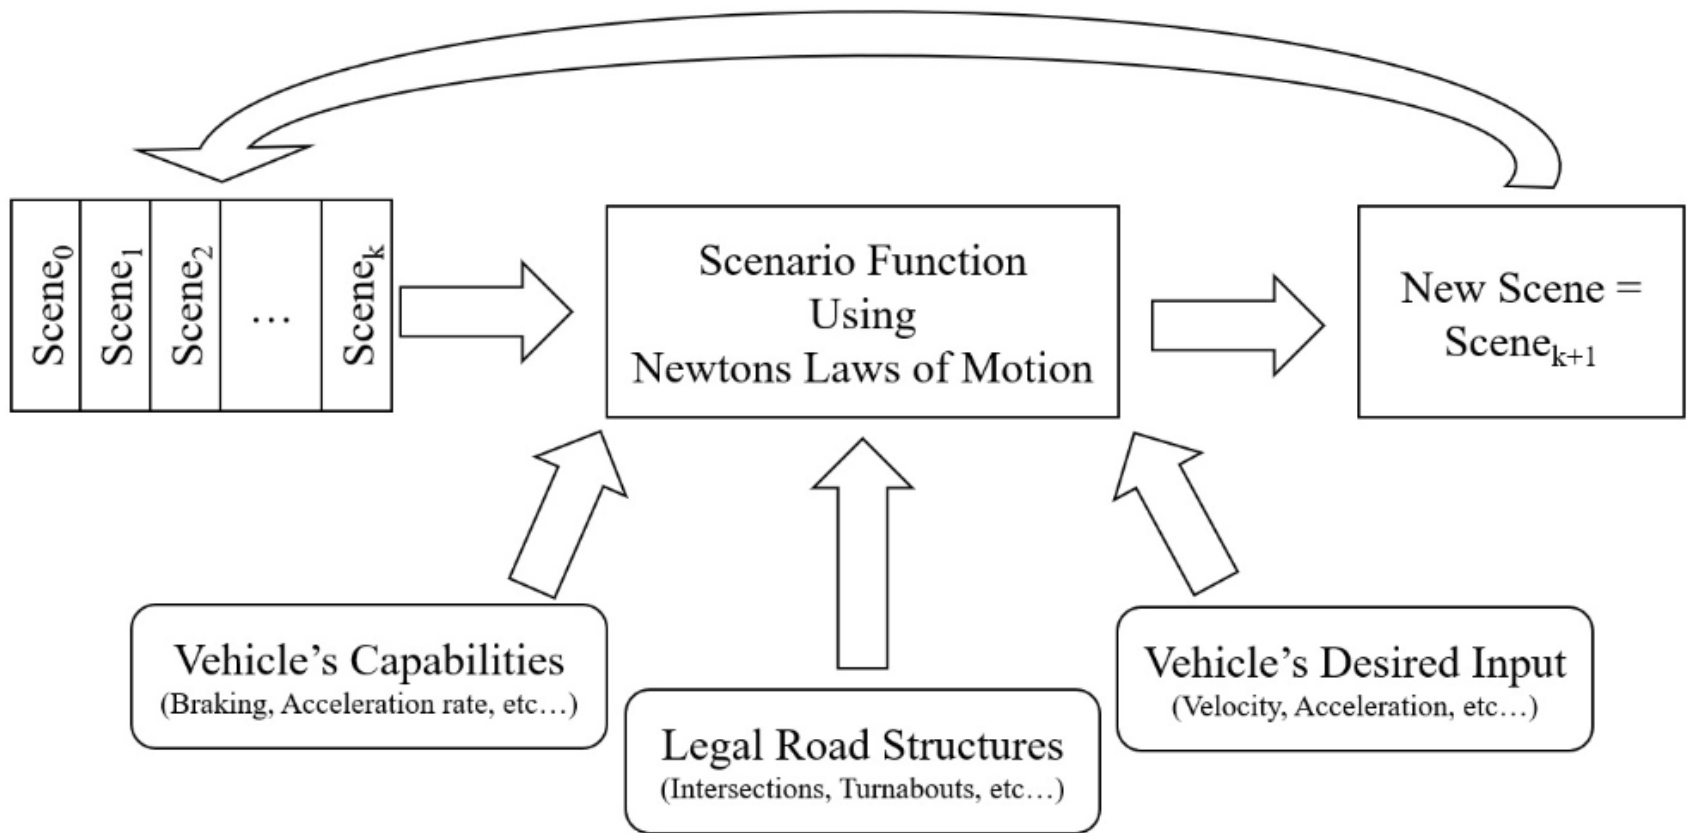 Scene0
Scene1
Scene2
…
Scenek
Scenario Function
Using
Newtons Laws of Motion
New Scene =
Scenek+1
Vehicle’s Capabilities
(Braking, Acceleration rate, etc…)
Legal Road Structures
(Intersections, Turnabouts, etc…)
Vehicle’s Desired Input
(Velocity, Acceleration, etc…)